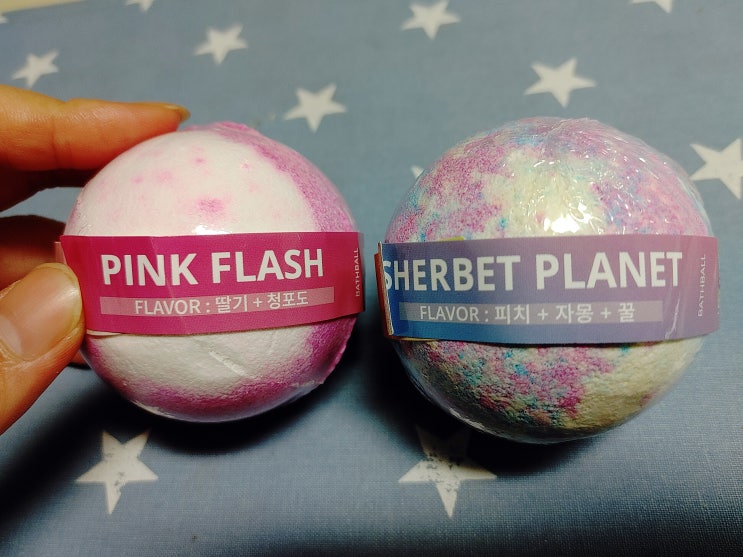 PINK FLASH
FLAVOR : 딸기 + 청포도
BATHBALL
SHERBET PLANET
FLAVOR : 피치 + 자몽 + 꿀
BATHBALL